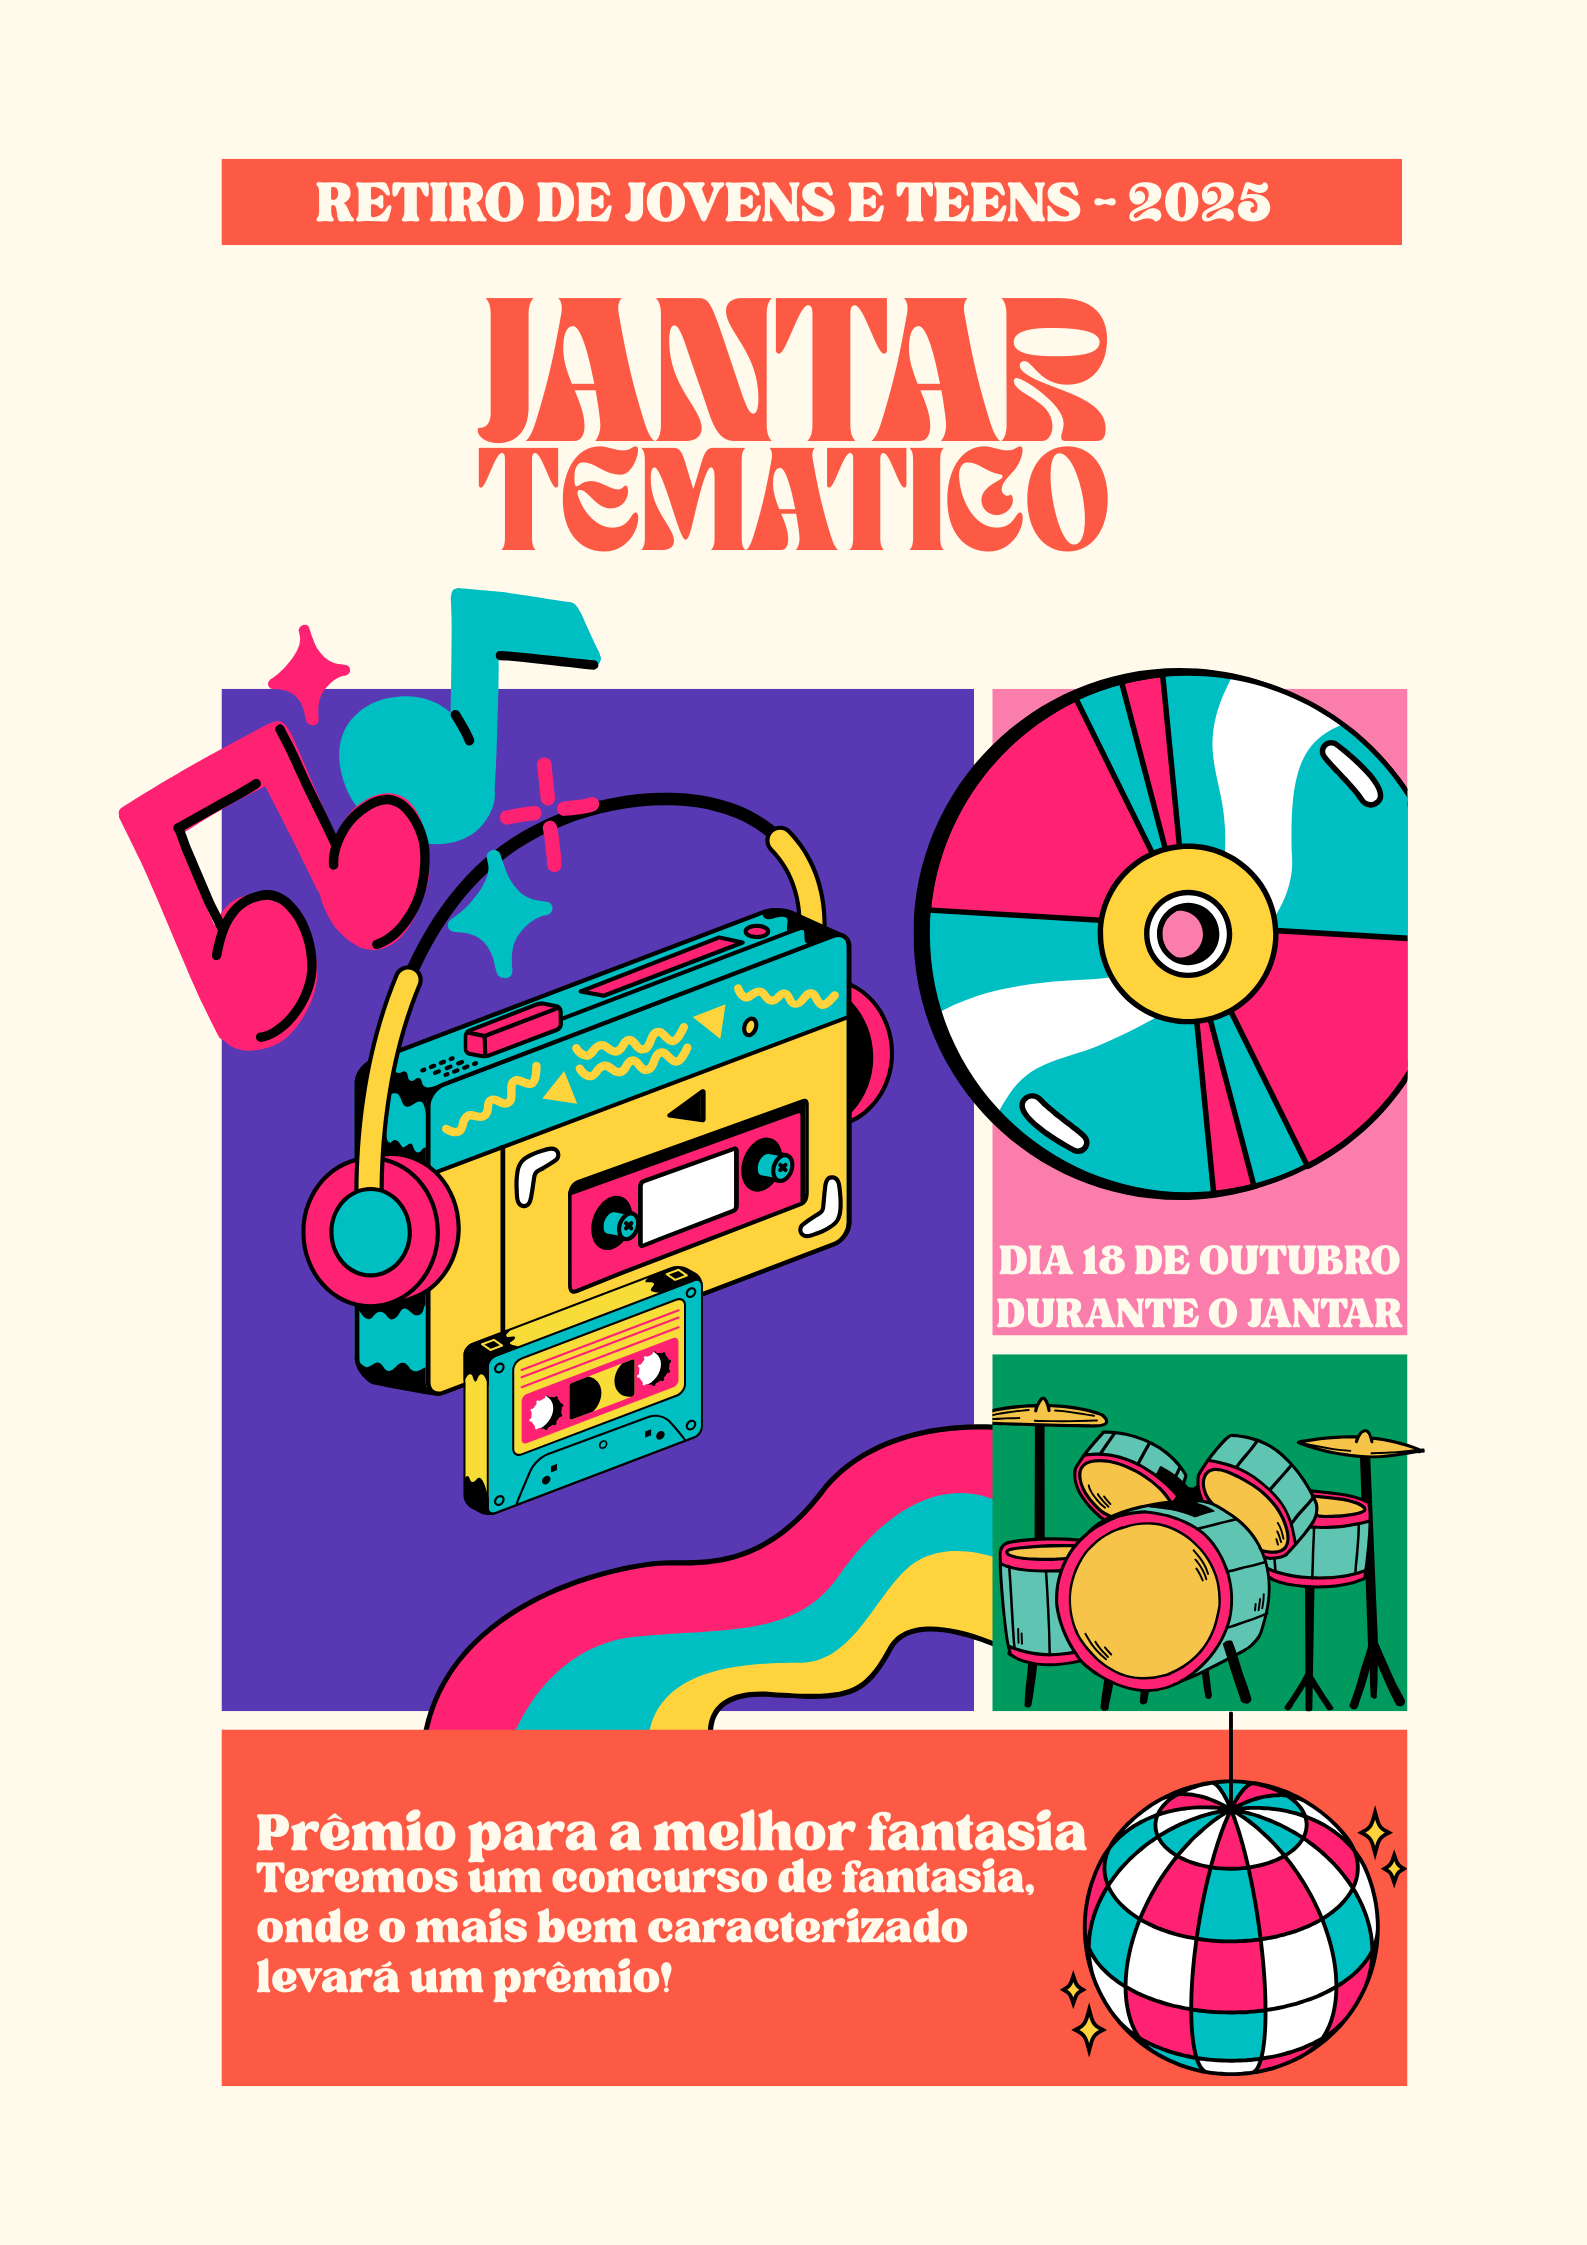 RETIRO DE JOVENS E TEENS - 2025
JANTAR
TEMATICO
DIA 18 DE OUTUBRO
DURANTE O JANTAR
Prêmio para a melhor fantasia
Teremos um concurso de fantasia,
onde o mais bem caracterizado
levará um prêmio!